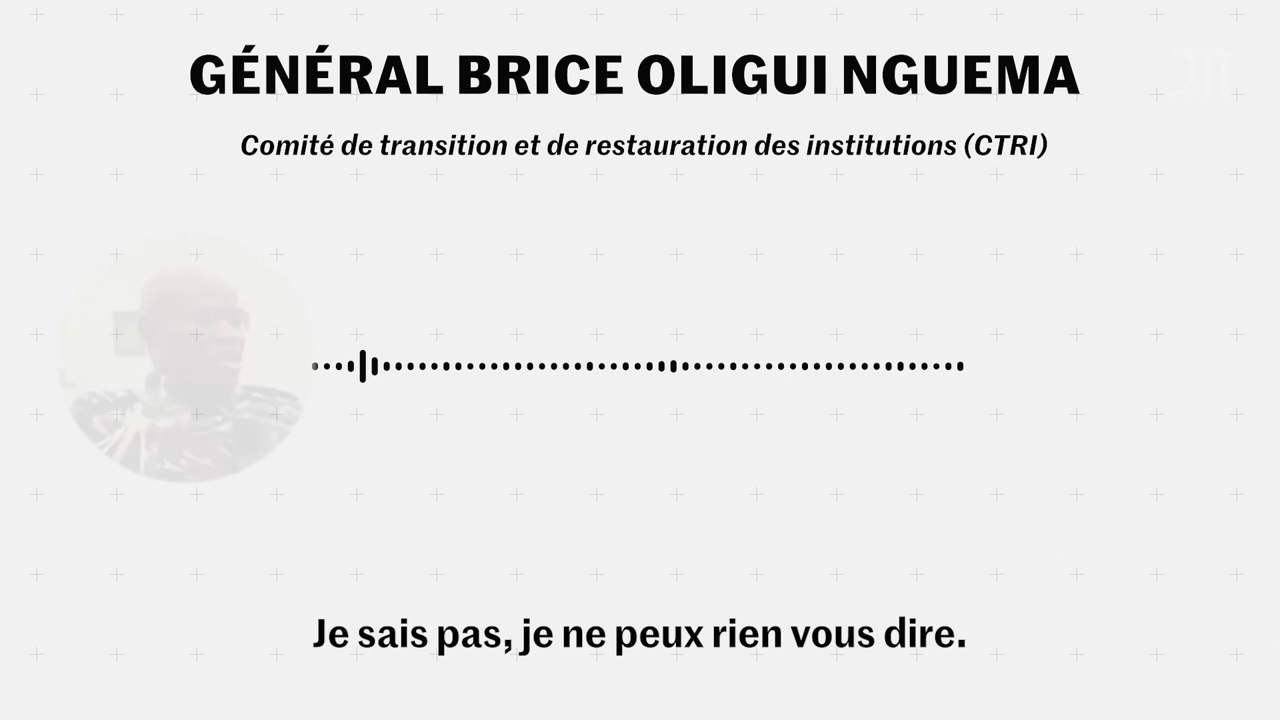 GÉNÉRAL BRICE OLIGUI NGUEMA
Comité de transition et de restauration des institutions (CTRI)
Je sais pas, je ne peux rien vous dire.